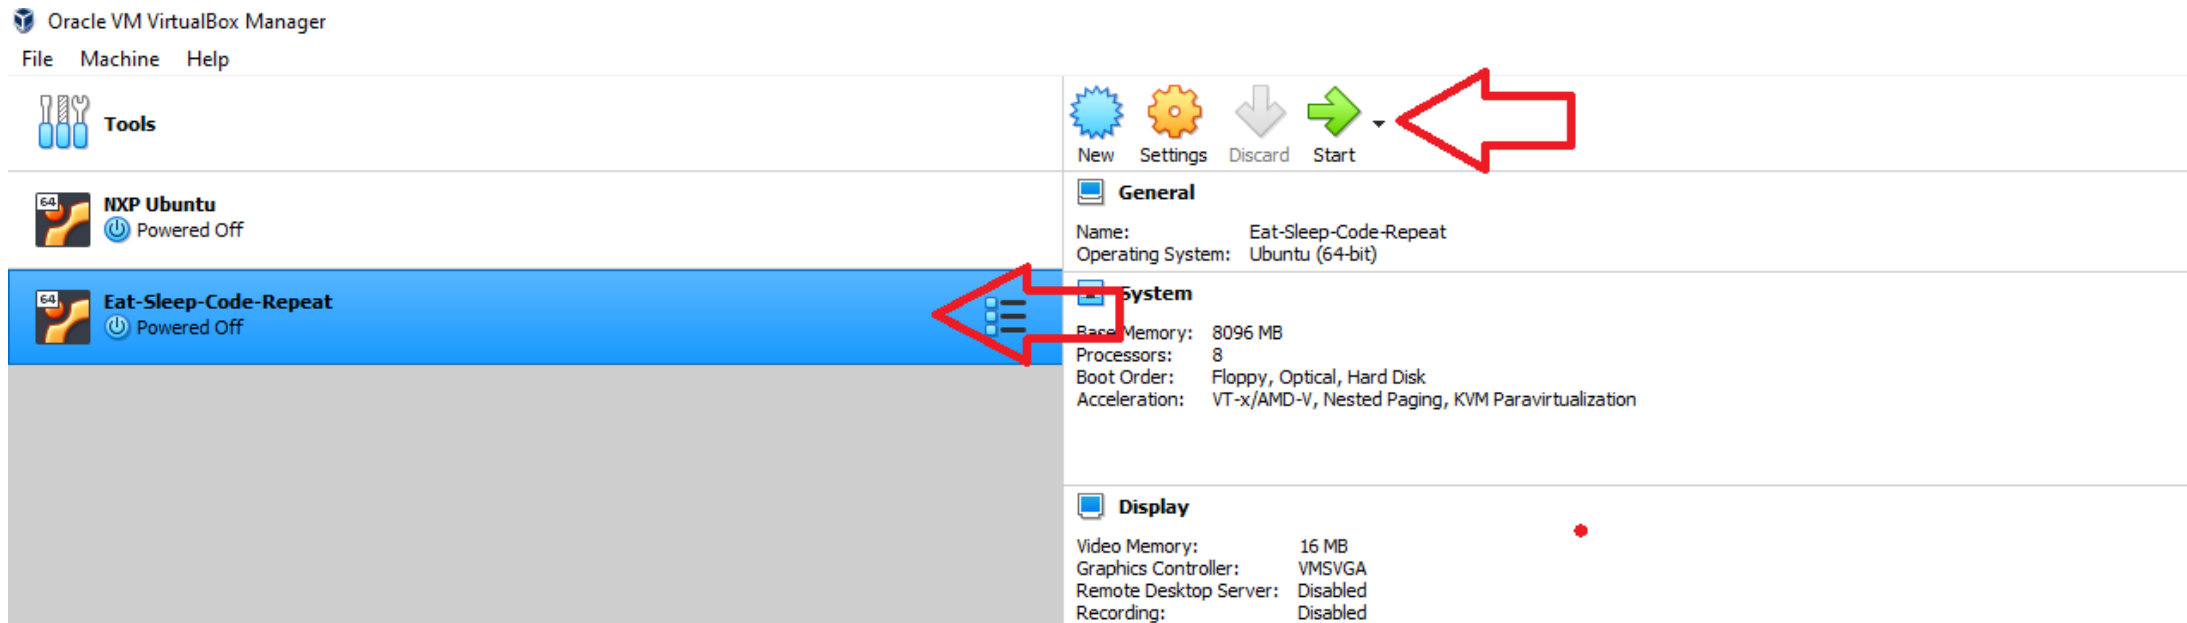 Oracle VM VirtualBox Manager
File Machine Help
Tools
New Settings Discard Start
64
NXP Ubuntu
Powered Off
64
Eat-Sleep-Code-Repeat
Powered Off
General
Name: Eat-Sleep-Code-Repeat
Operating System: Ubuntu (64-bit)
System
Base Memory: 8096 MB
Processors: 8
Boot Order: Floppy, Optical, Hard Disk
Acceleration: VT-x/AMD-V, Nested Paging, KVM Paravirtualization
Display
Video Memory: 16 MB
Graphics Controller: VMSVGA
Remote Desktop Server: Disabled
Recording: Disabled